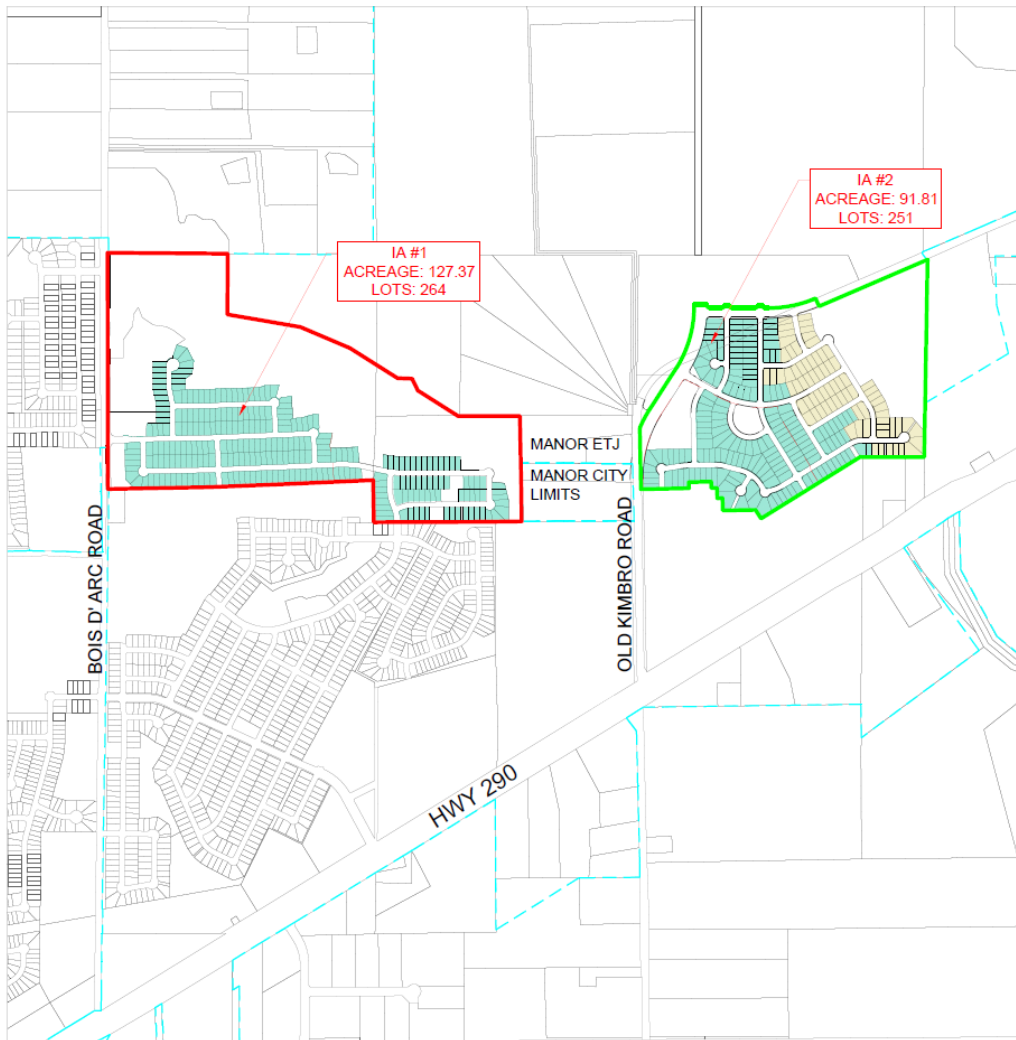 IA #2
ACREAGE: 91.81
LOTS: 251
IA #1
ACREAGE: 127.37
LOTS: 264
MANOR ETJ
MANOR CITY
LIMITS
BOIS D' ARC ROAD
OLD KIMBRO ROAD
HWY 290